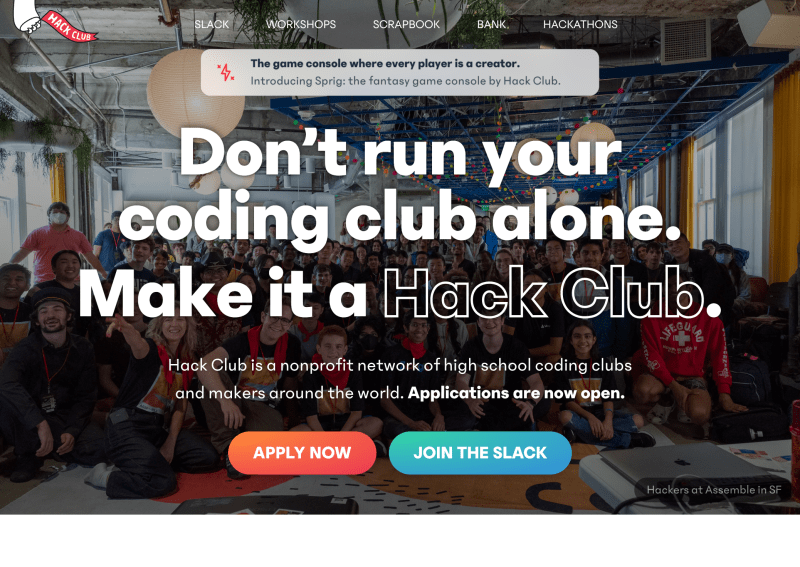 HACK CLUB
SLACK WORKSHOPS SCRAPBOOK BANK HACKATHONS
The game console where every player is a creator.
Introducing Sprig: the fantasy game console by Hack Club.
Don’t run your
coding club alone.
Make it a Hack Club.
LIFEGUARD
Hack Club is a nonprofit network of high school coding clubs
and makers around the world. Applications are now open.
APPLY NOW JOIN THE SLACK
Hackers at Assemble in SF